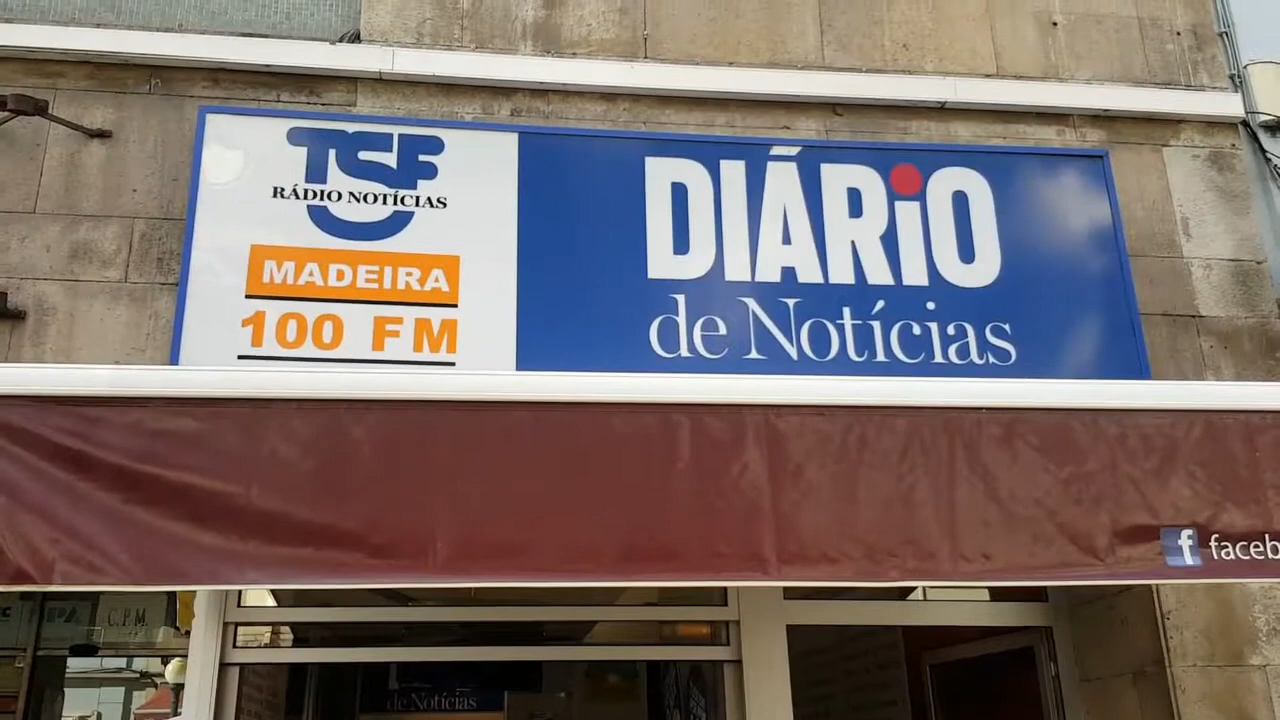 TSF
RÁDIO NOTÍCIAS
MADEIRA
100 FM
DIÁRiO
de Notícias
f faceb
C.P.M.
de Notícias